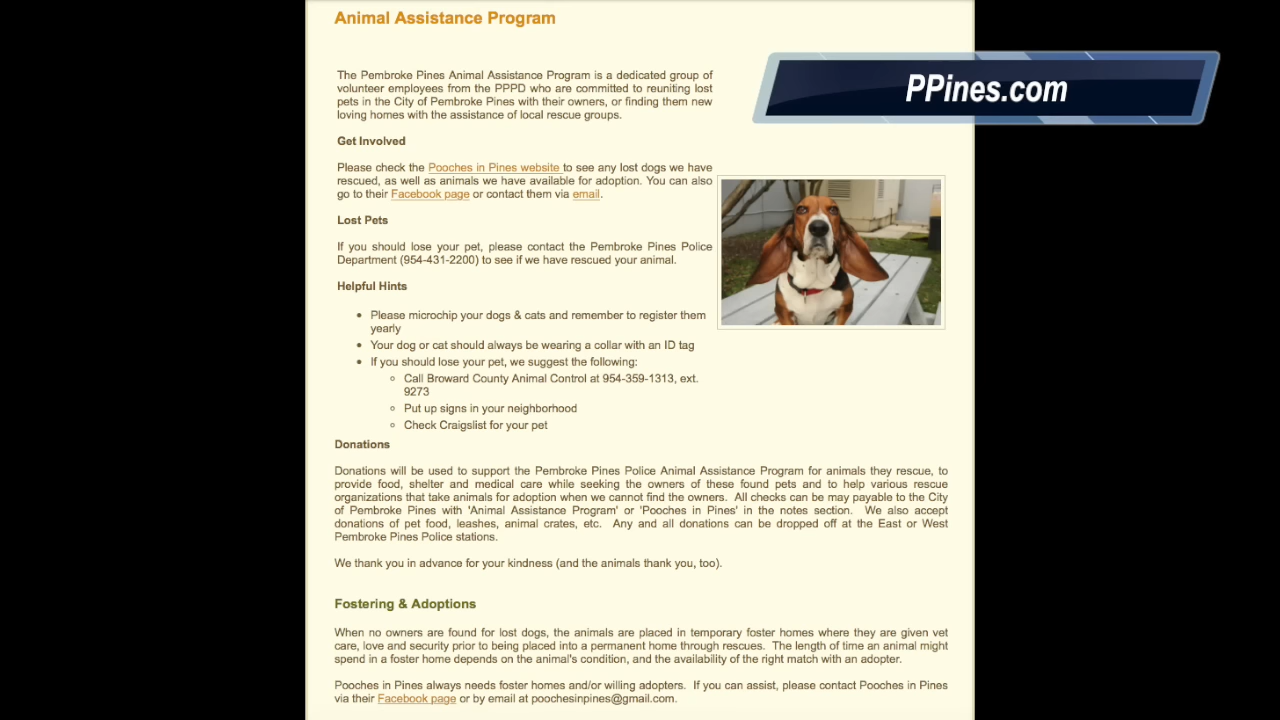 Animal Assistance Program
PPines.com
The Pembroke Pines Animal Assistance Program is a dedicated group of
volunteer employees from the PPPD who are committed to reuniting lost
pets in the City of Pembroke Pines with their owners, or finding them new
loving homes with the assistance of local rescue groups.
Get Involved
Please check the Pooches in Pines website to see any lost dogs we have
rescued, as well as animals we have available for adoption. You can also
go to their Facebook page or contact them via email.
Lost Pets
If you should lose your pet, please contact the Pembroke Pines Police
Department (954-431-2200) to see if we have rescued your animal.
Helpful Hints
• Please microchip your dogs & cats and remember to register them
yearly
• Your dog or cat should always be wearing a collar with an ID tag
• If you should lose your pet, we suggest the following:
◦ Call Broward County Animal Control at 954-359-1313, ext.
9273
◦ Put up signs in your neighborhood
◦ Check Craigslist for your pet
Donations
Donations will be used to support the Pembroke Pines Police Animal Assistance Program for animals they rescue, to
provide food, shelter and medical care while seeking the owners of these found pets and to help various rescue
organizations that take animals for adoption when we cannot find the owners. All checks can be may payable to the City
of Pembroke Pines with 'Animal Assistance Program' or 'Pooches in Pines' in the notes section. We also accept
donations of pet food, leashes, animal crates, etc. Any and all donations can be dropped off at the East or West
Pembroke Pines Police stations.
We thank you in advance for your kindness (and the animals thank you, too).
Fostering & Adoptions
When no owners are found for lost dogs, the animals are placed in temporary foster homes where they are given vet
care, love and security prior to being placed into a permanent home through rescues. The length of time an animal might
spend in a foster home depends on the animal's condition, and the availability of the right match with an adopter.
Pooches in Pines always needs foster homes and/or willing adopters. If you can assist, please contact Pooches in Pines
via their Facebook page or by email at poochesinpines@gmail.com.